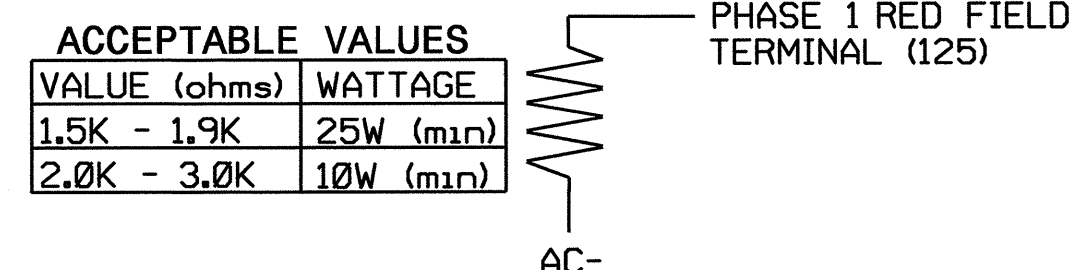 ACCEPTABLE VALUES
VALUE (ohms) WATTAGE
1.5K - 1.9K 25W (min)
2.0K - 3.0K 10W (min)
PHASE 1 RED FIELD
TERMINAL (125)
AC-